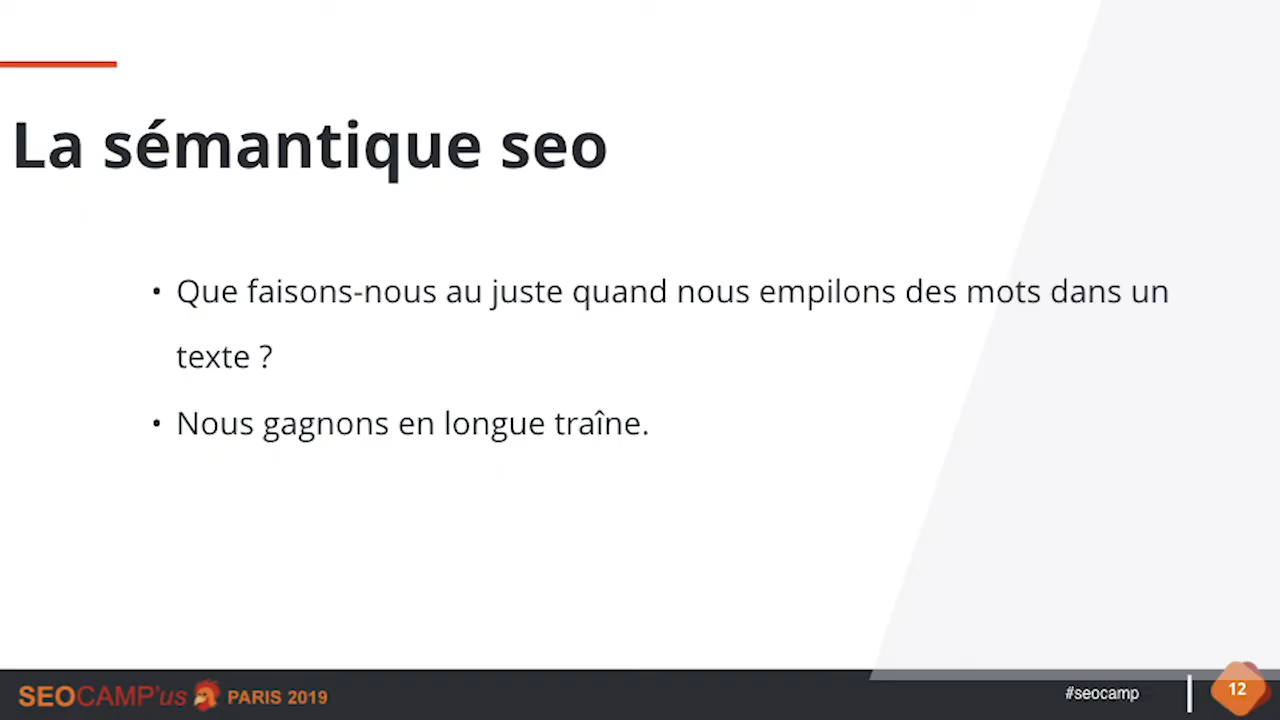 La sémantique seo
• Que faisons-nous au juste quand nous empilons des mots dans un
texte ?
• Nous gagnons en longue traîne.
SEOCAMP'us PARIS 2019
#seocamp
12